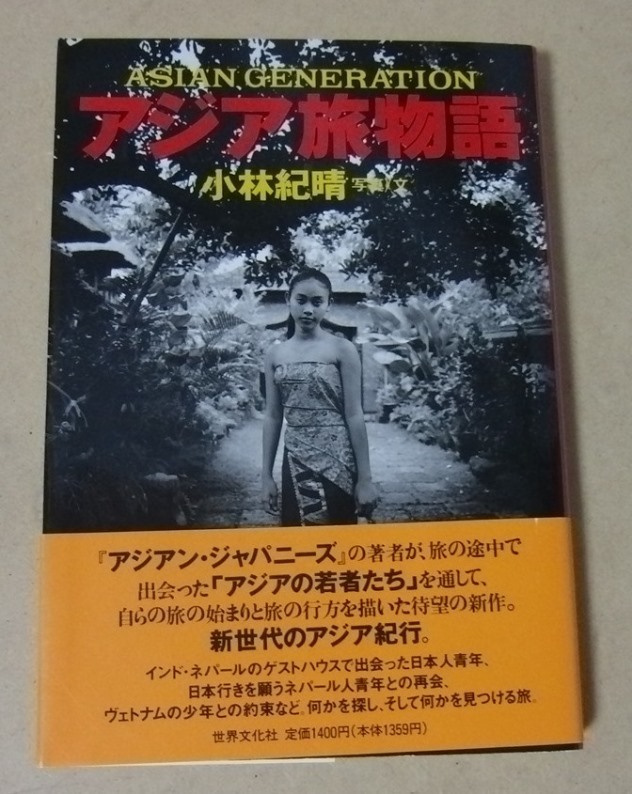 ASIAN GENERATION
アジア旅物語
小林紀晴 写真/文
『アジアン・ジャパニーズ』の著者が、旅の途中で
出会った「アジアの若者たち」を通して、
自らの旅の始まりと旅の行方を描いた待望の新作。
新世代のアジア紀行。
インド・ネパールのゲストハウスで出会った日本人青年、
日本行きを願うネパール人青年との再会、
ヴェトナムの少年との約束など。何かを探し、そして何かを見つける旅。
世界文化社 定価1400円(本体1359円)